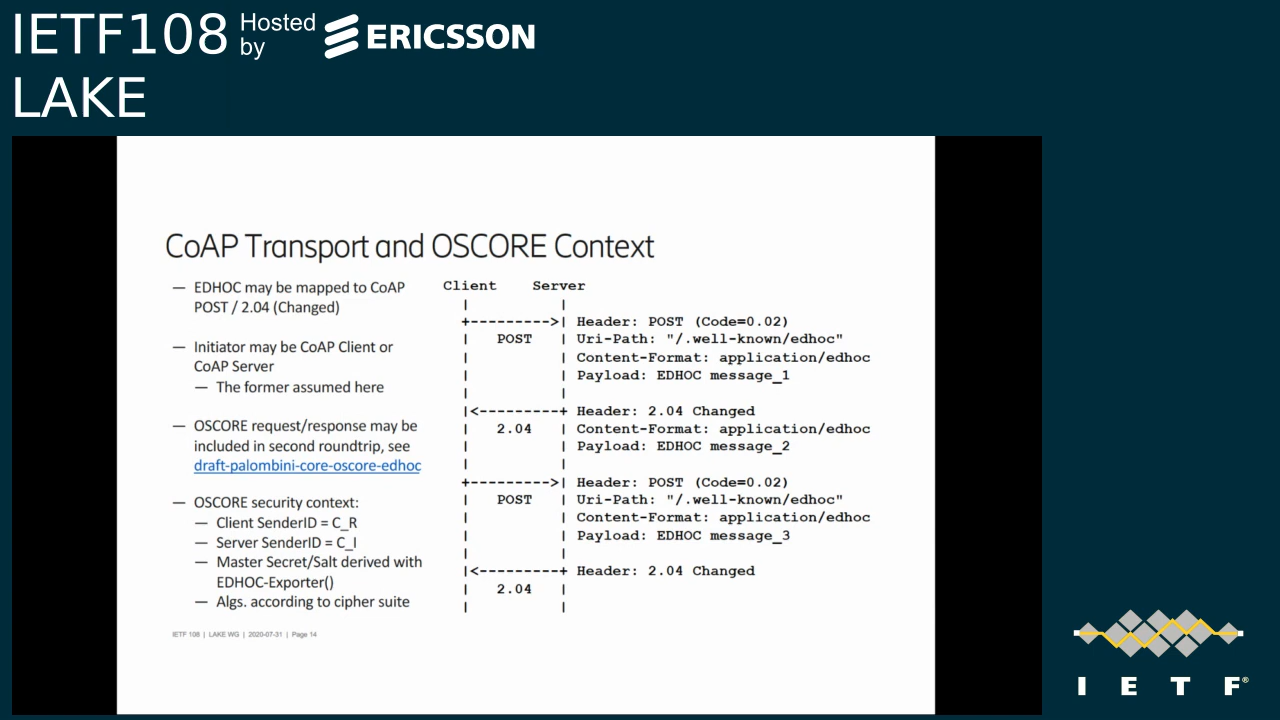 IETF108 Hosted by ERICSSON
LAKE
CoAP Transport and OSCORE Context
— EDHOC may be mapped to CoAP
POST / 2.04 (Changed)
— Initiator may be CoAP Client or
CoAP Server
— The former assumed here
— OSCORE request/response may be
included in second roundtrip, see
draft-palombini-core-oscore-edhoc
— OSCORE security context:
— Client SenderID = C_R
— Server SenderID = C_I
— Master Secret/Salt derived with
EDHOC-Exporter()
— Algs. according to cipher suite
Client    Server
|          |
+--------->| Header: POST (Code=0.02)
|   POST   | Uri-Path: "/.well-known/edhoc"
|          | Content-Format: application/edhoc
|          | Payload: EDHOC message_1
|          |
|<---------+ Header: 2.04 Changed
|   2.04   | Content-Format: application/edhoc
|          | Payload: EDHOC message_2
|          |
+--------->| Header: POST (Code=0.02)
|   POST   | Uri-Path: "/.well-known/edhoc"
|          | Content-Format: application/edhoc
|          | Payload: EDHOC message_3
|          |
|<---------+ Header: 2.04 Changed
|   2.04   |
|          |
IETF 108 | LAKE WG | 2020-07-31 | Page 14
I E T F®